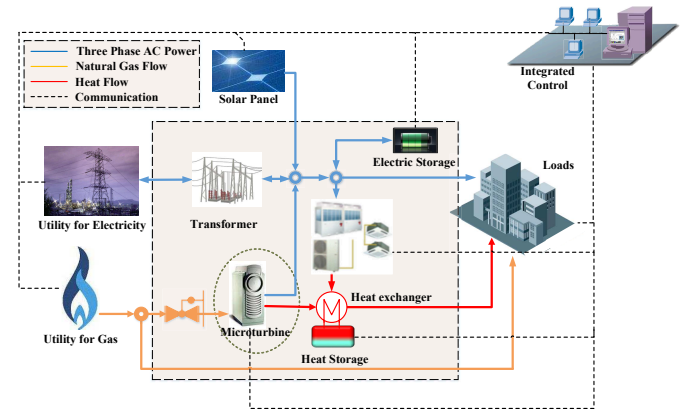 Three Phase AC Power
Natural Gas Flow
Heat Flow
Communication
Solar Panel
Integrated
Control
Electric Storage
Loads
Utility for Electricity
Transformer
Heat exchanger
M
Microturbine
Utility for Gas
Heat Storage